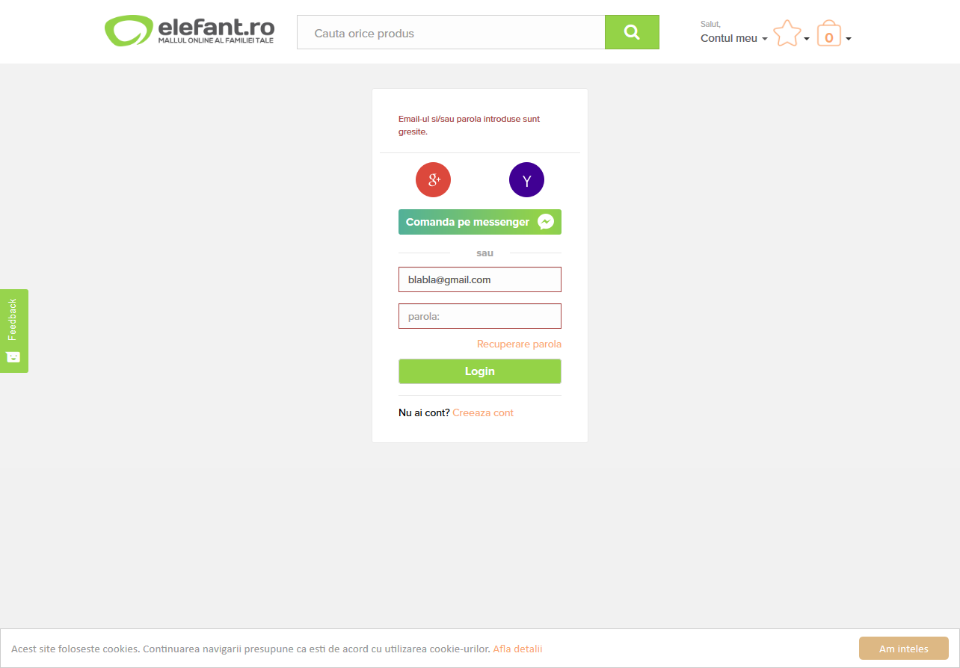 elefant.ro
MALLUL ONLINE AL FAMILIEI TALE
Cauta orice produs
Salut,
Contul meu
0
Email-ul si/sau parola introduse sunt
gresite.
g+
Y
Comanda pe messenger
sau
blabla@gmail.com
parola:
Recuperare parola
Login
Nu ai cont? Creeaza cont
Feedback
Acest site foloseste cookies. Continuarea navigarii presupune ca esti de acord cu utilizarea cookie-urilor. Afla detalii
Am inteles